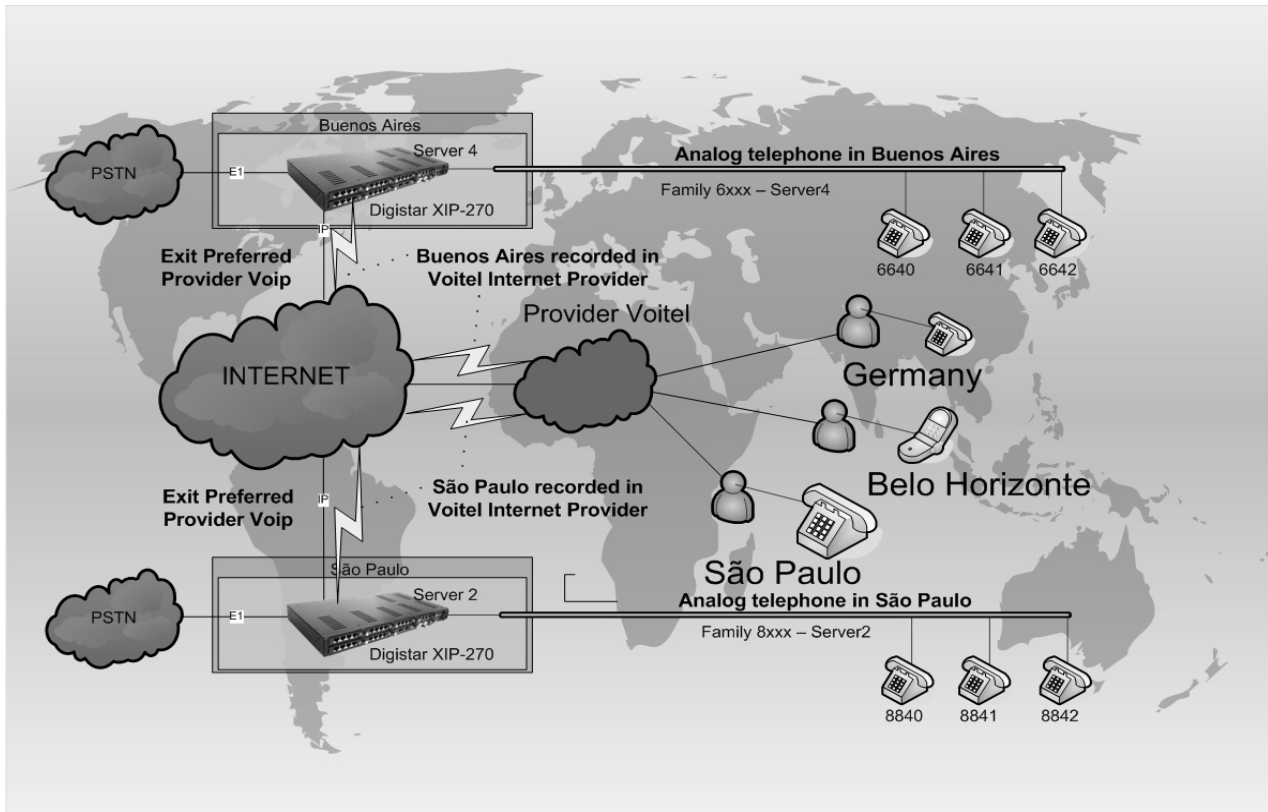 Buenos Aires
Server 4
PSTN
E1
Digistar XIP-270
IP
Analog telephone in Buenos Aires
Family 6xxx – Server4
6640
6641
6642
Exit Preferred
Provider Voip
Buenos Aires recorded in
Voitel Internet Provider
Provider Voitel
INTERNET
Germany
Belo Horizonte
São Paulo
Exit Preferred
Provider Voip
IP
São Paulo recorded in
Voitel Internet Provider
São Paulo
Server 2
PSTN
E1
Digistar XIP-270
Analog telephone in São Paulo
Family 8xxx – Server2
8840
8841
8842